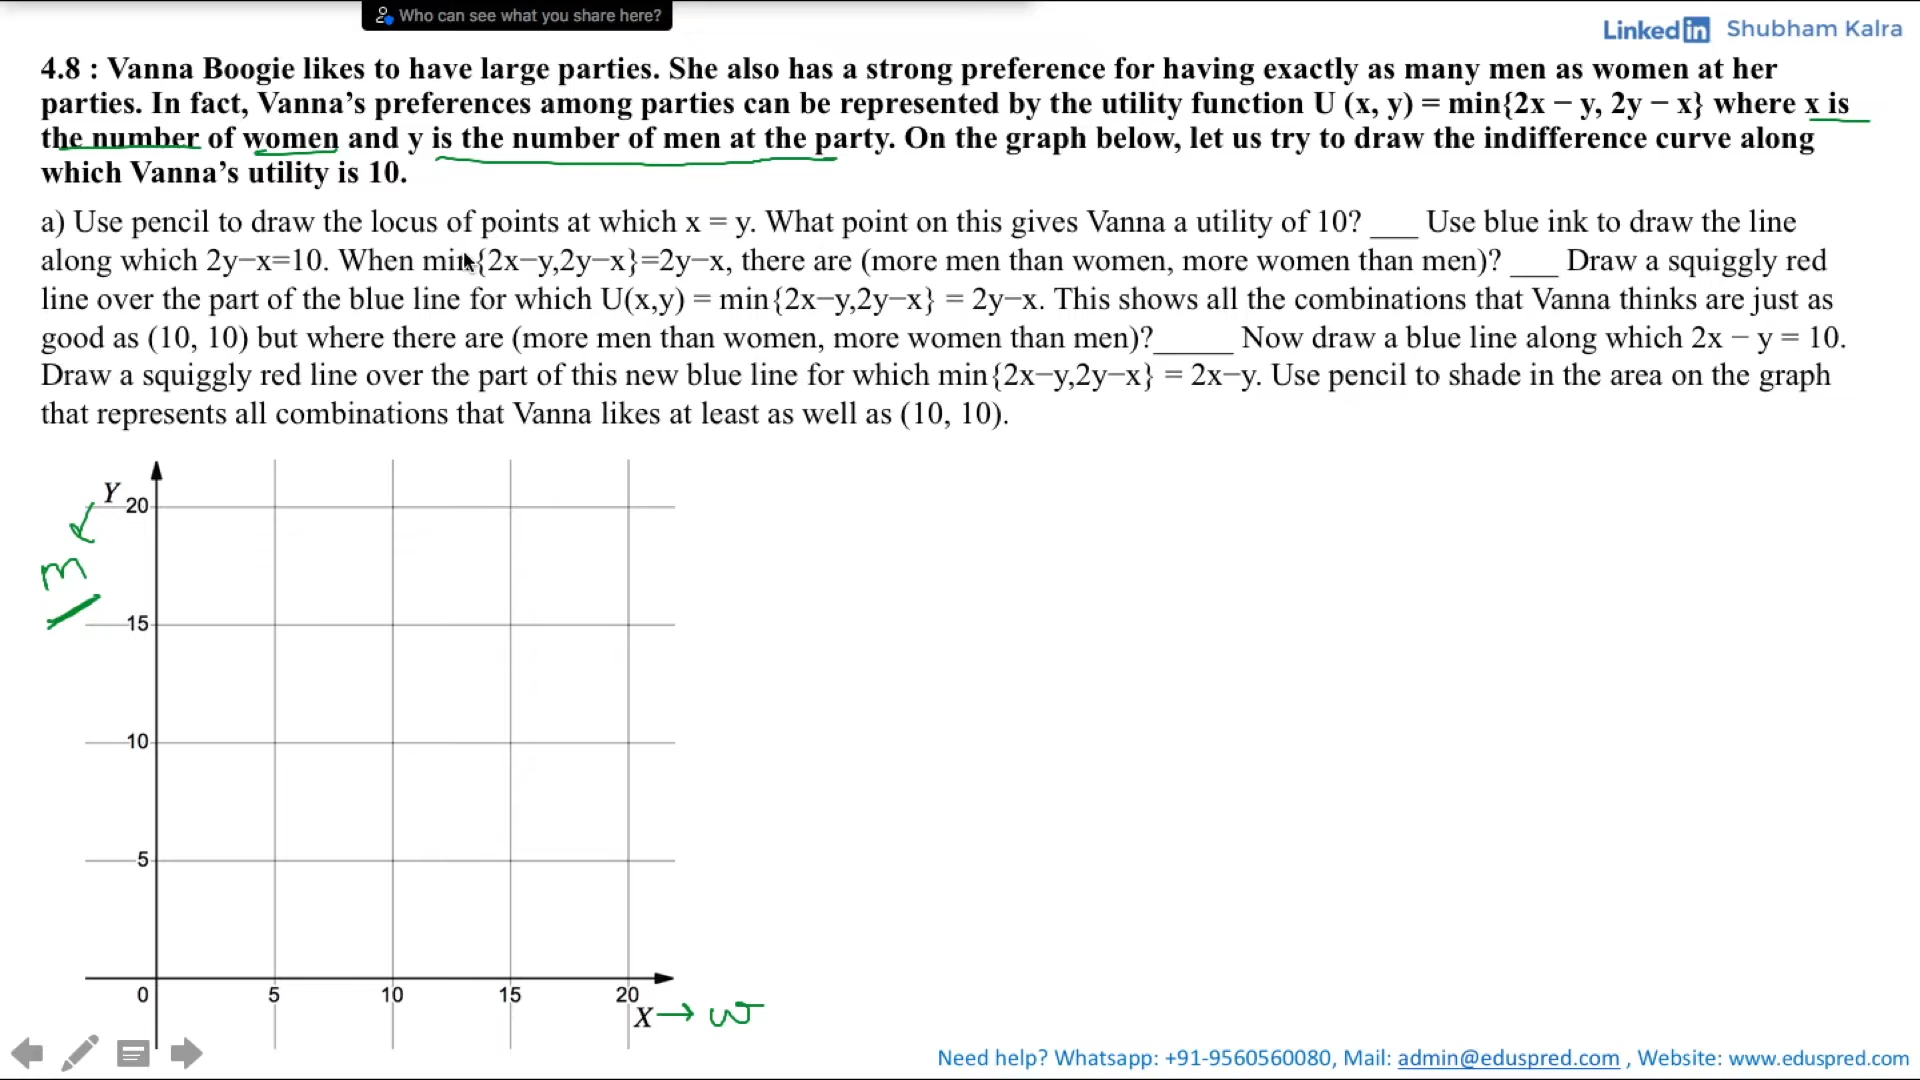 Who can see what you share here?
Linked in Shubham Kalra
4.8 : Vanna Boogie likes to have large parties. She also has a strong preference for having exactly as many men as women at her
parties. In fact, Vanna’s preferences among parties can be represented by the utility function U (x, y) = min{2x − y, 2y − x} where x is
the number of women and y is the number of men at the party. On the graph below, let us try to draw the indifference curve along
which Vanna’s utility is 10.
a) Use pencil to draw the locus of points at which x = y. What point on this gives Vanna a utility of 10? ___ Use blue ink to draw the line
along which 2y−x=10. When min{2x−y,2y−x}=2y−x, there are (more men than women, more women than men)? ___ Draw a squiggly red
line over the part of the blue line for which U(x,y) = min{2x−y,2y−x} = 2y−x. This shows all the combinations that Vanna thinks are just as
good as (10, 10) but where there are (more men than women, more women than men)?_____ Now draw a blue line along which 2x − y = 10.
Draw a squiggly red line over the part of this new blue line for which min{2x−y,2y−x} = 2x−y. Use pencil to shade in the area on the graph
that represents all combinations that Vanna likes at least as well as (10, 10).
Y
20
m
15
10
5
0 5 10 15 20
X → w
Need help? Whatsapp: +91-9560560080, Mail: admin@eduspred.com , Website: www.eduspred.com